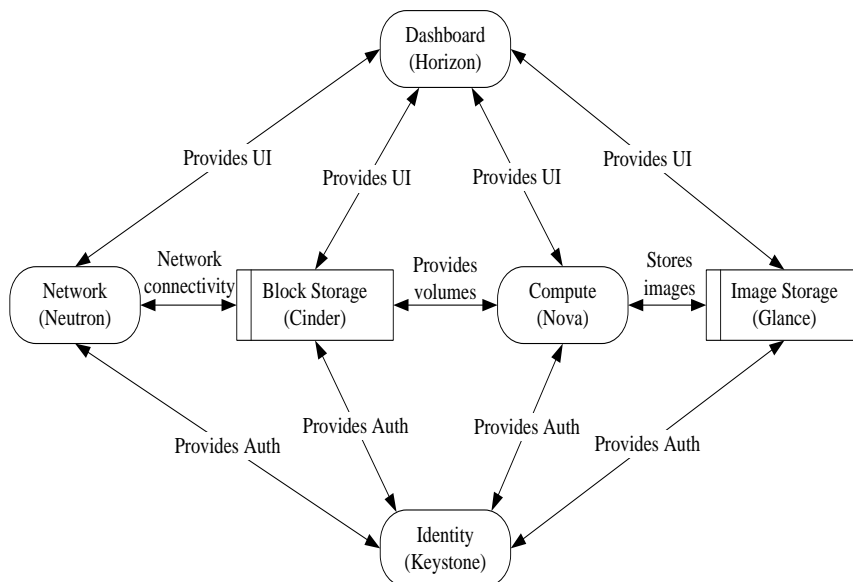 Dashboard
(Horizon)
Provides UI
Provides UI
Provides UI
Provides UI
Network
connectivity
Provides
volumes
Stores
images
Network
(Neutron)
Block Storage
(Cinder)
Compute
(Nova)
Image Storage
(Glance)
Provides Auth
Provides Auth
Provides Auth
Provides Auth
Identity
(Keystone)